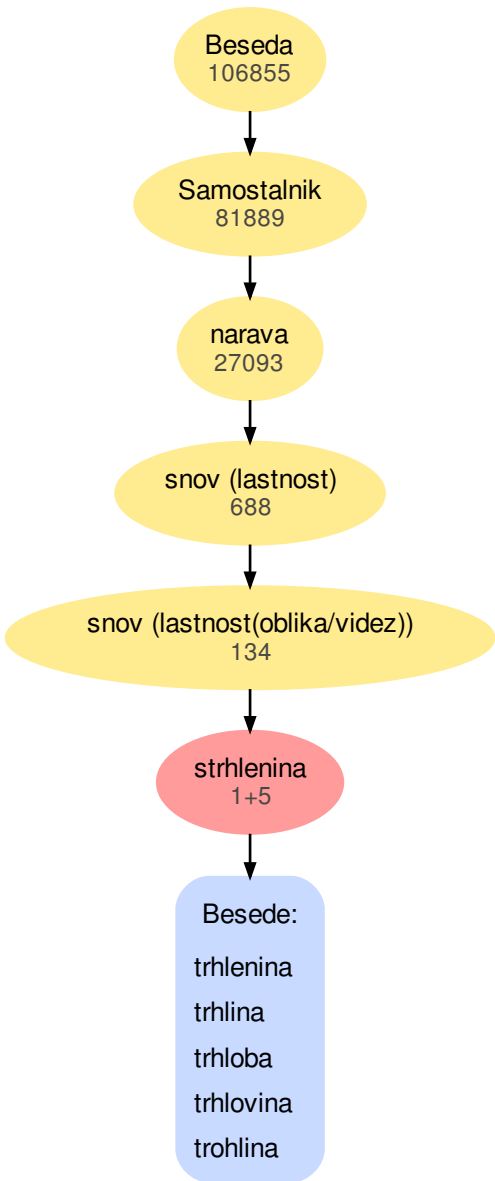 Beseda
106855
Samostalnik
81889
narava
27093
snov (lastnost)
688
snov (lastnost(oblika/videz))
134
strhlenina
1+5
Besede:
trhlenina
trhlina
trhloba
trhlovina
trohlina